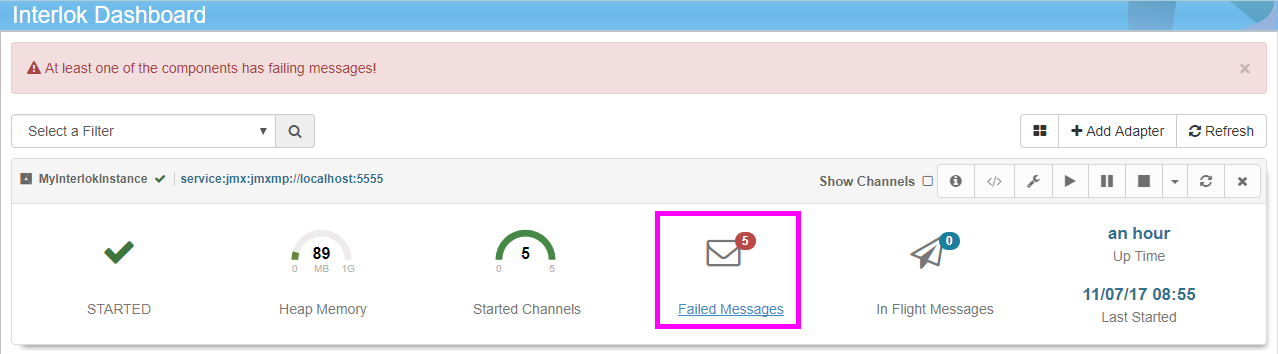 Interlok Dashboard
At least one of the components has failing messages!
×
Select a Filter
Add Adapter
Refresh
MyInterlokInstance
service:jmx:jmxmp://localhost:5555
Show Channels
89
0 MB 1G
Heap Memory
5
0 5
Started Channels
5
Failed Messages
0
In Flight Messages
an hour
Up Time
11/07/17 08:55
Last Started
STARTED